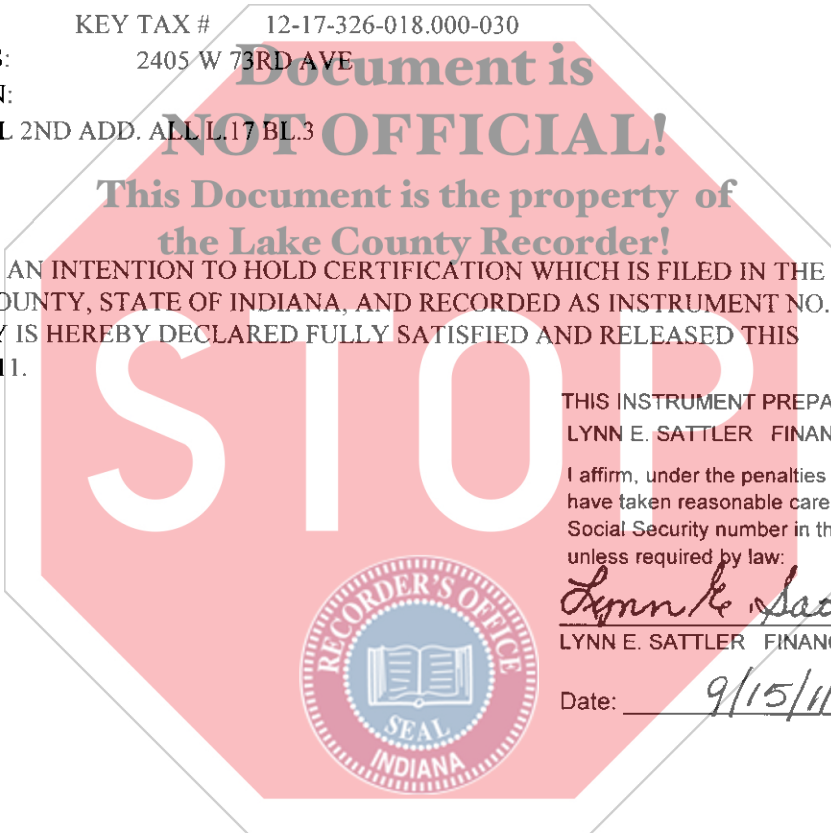 KEY TAX # 12-17-326-018.000-030
S: 2405 W 73RD AVE
N:
L 2ND ADD. ALL L.17 BL.3
Document is
NOT OFFICIAL!
This Document is the property of
the Lake County Recorder!
AN INTENTION TO HOLD CERTIFICATION WHICH IS FILED IN THE
OUNTY, STATE OF INDIANA, AND RECORDED AS INSTRUMENT NO.
Y IS HEREBY DECLARED FULLY SATISFIED AND RELEASED THIS
11.
STOP
THIS INSTRUMENT PREPA
LYNN E. SATTLER FINAN
I affirm, under the penalties
have taken reasonable care
Social Security number in th
unless required by law:
Lynn E. Sat
LYNN E. SATTLER FINANC
Date: 9/15/11
RECORDER'S OFFICE
SEAL
INDIANA